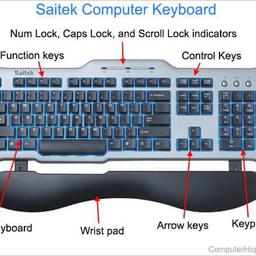 Saitek Computer Keyboard
Num Lock, Caps Lock, and Scroll Lock indicators
Function keys
Control Keys
Saitek
eyboard
Wrist pad
Arrow keys
Keyp
ComputerHop